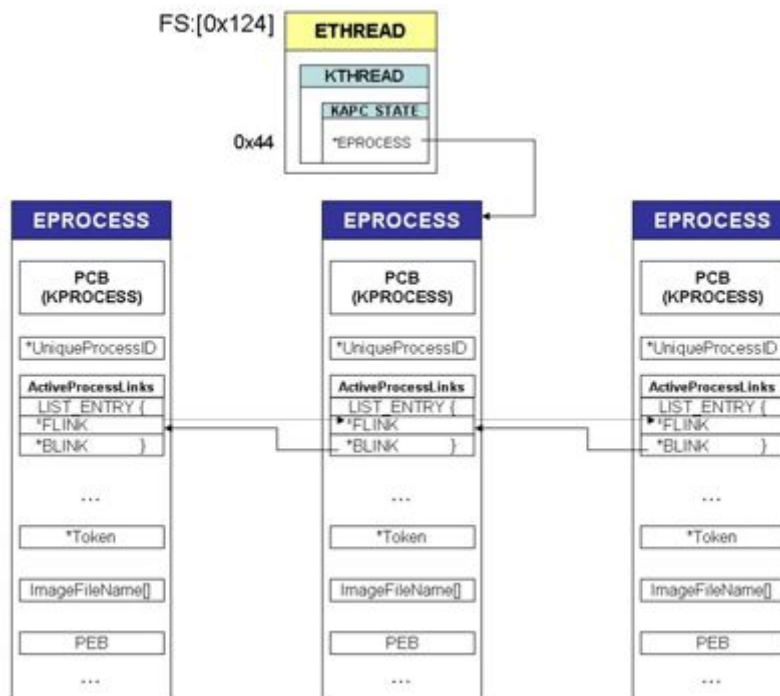 FS:[0x124]
ETHREAD
KTHREAD
KAPC STATE
0x44
*EPROCESS
EPROCESS
PCB
(KPROCESS)
*UniqueProcessID
ActiveProcessLinks
LIST_ENTRY {
*FLINK
*BLINK }
...
*Token
ImageFileName[]
PEB
...
EPROCESS
PCB
(KPROCESS)
*UniqueProcessID
ActiveProcessLinks
LIST_ENTRY {
*FLINK
*BLINK }
...
*Token
ImageFileName[]
PEB
...
EPROCESS
PCB
(KPROCESS)
*UniqueProcessID
ActiveProcessLinks
LIST_ENTRY {
*FLINK
*BLINK }
...
*Token
ImageFileName[]
PEB
...